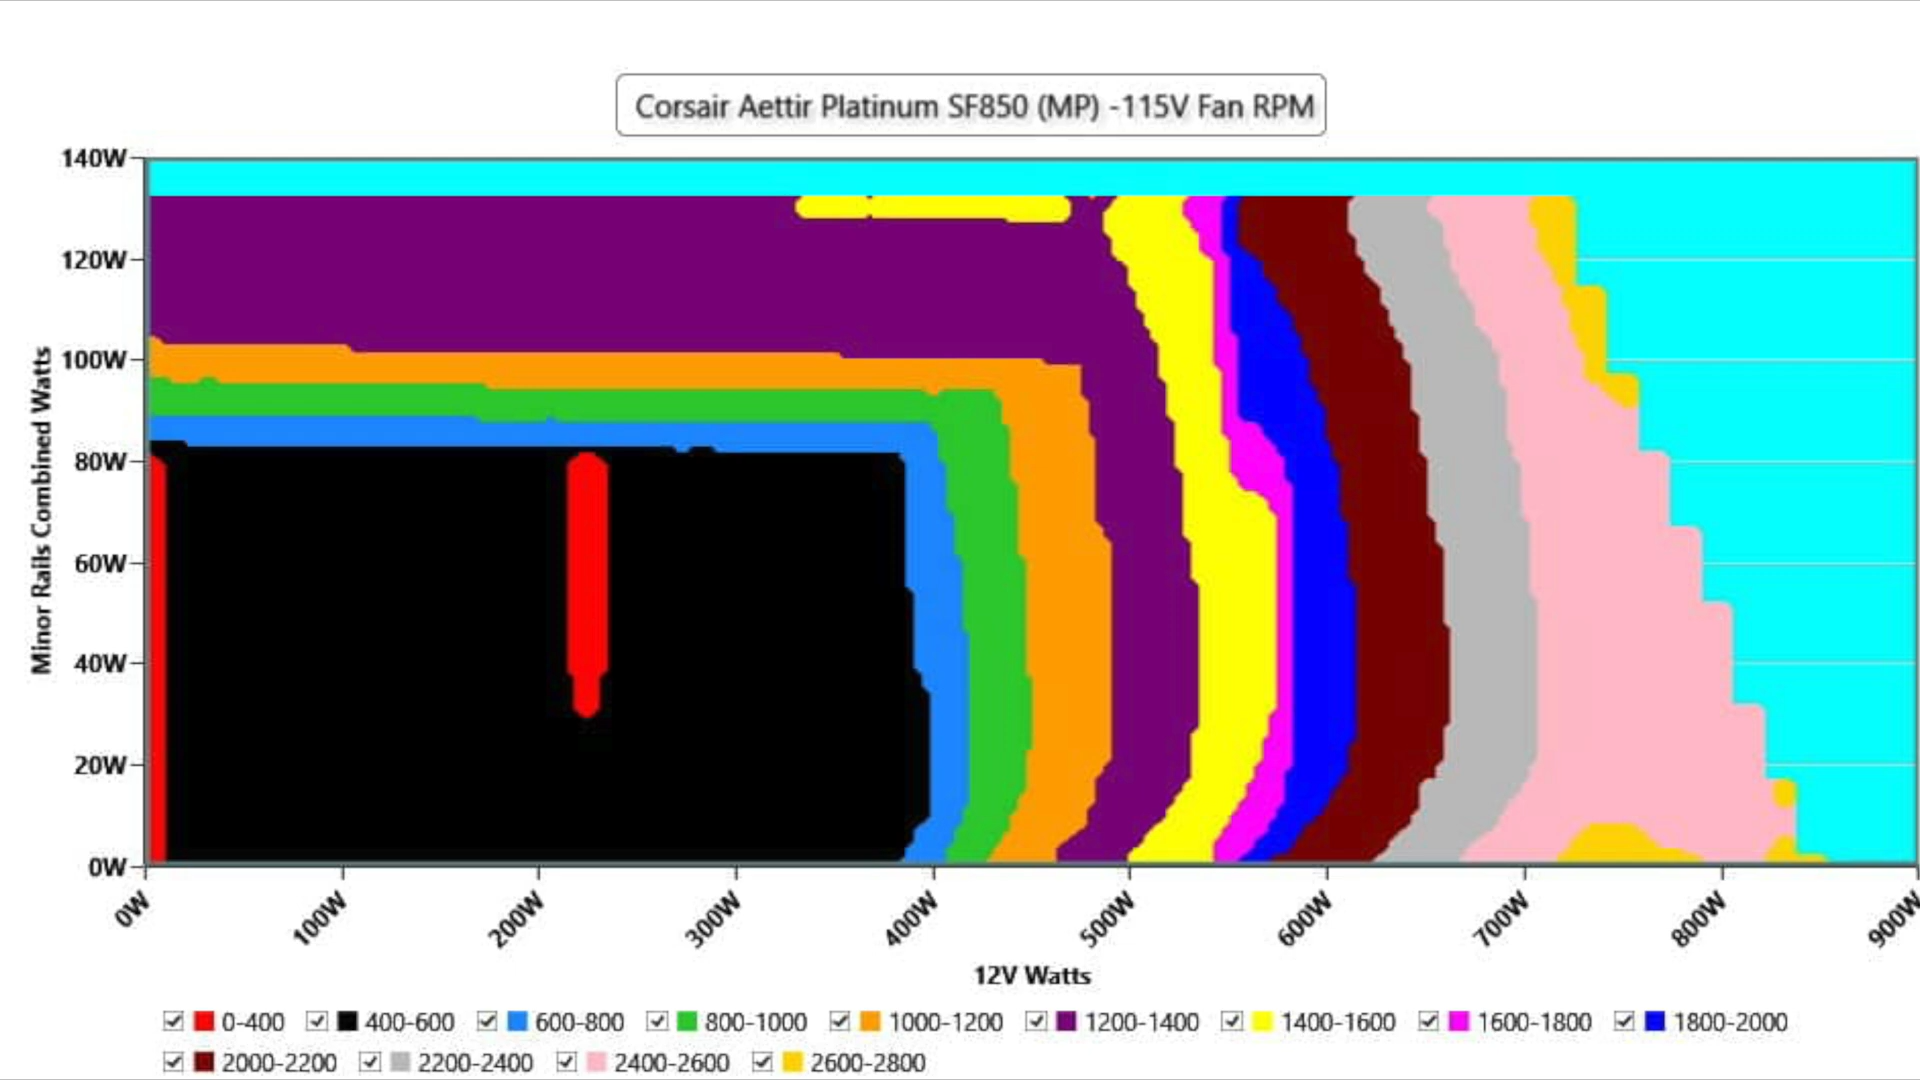 Corsair Aettir Platinum SF850 (MP) -115V Fan RPM
140W
120W
100W
80W
60W
40W
20W
0W
Minor Rails Combined Watts
0W 100W 200W 300W 400W 500W 600W 700W 800W 900W
12V Watts
0-400 400-600 600-800 800-1000 1000-1200 1200-1400 1400-1600 1600-1800 1800-2000
2000-2200 2200-2400 2400-2600 2600-2800